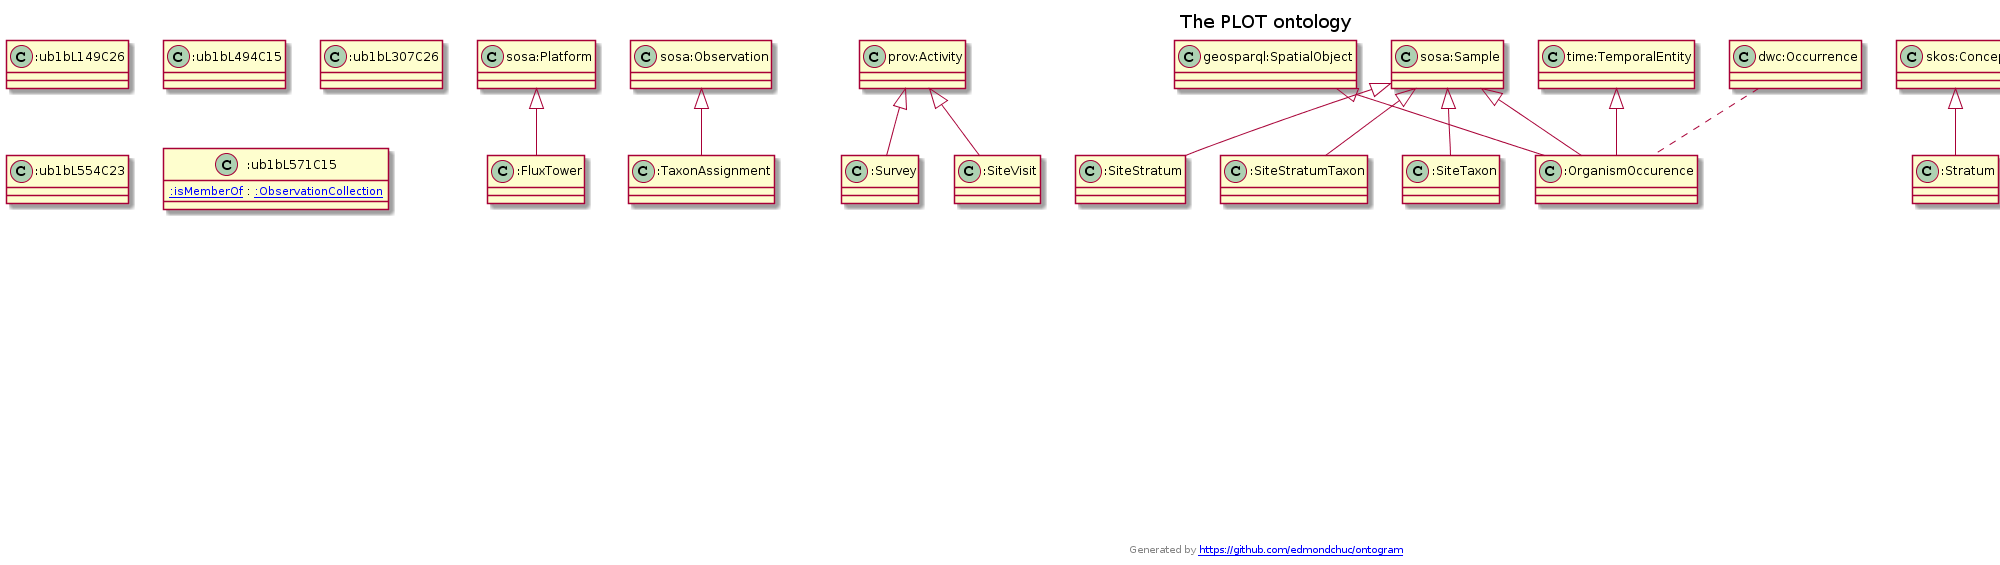 The PLOT ontology
C :ub1bL149C26
C :ub1bL494C15
C :ub1bL307C26
C sosa:Platform
C sosa:Observation
C prov:Activity
C geosparql:SpatialObject
C sosa:Sample
C time:TemporalEntity
C dwc:Occurrence
C skos:Concep
C :ub1bL554C23
C :ub1bL571C15
:isMemberOf : :ObservationCollection
C :FluxTower
C :TaxonAssignment
C :Survey
C :SiteVisit
C :SiteStratum
C :SiteStratumTaxon
C :SiteTaxon
C :OrganismOccurence
C :Stratum
Generated by https://github.com/edmondchuc/ontogram